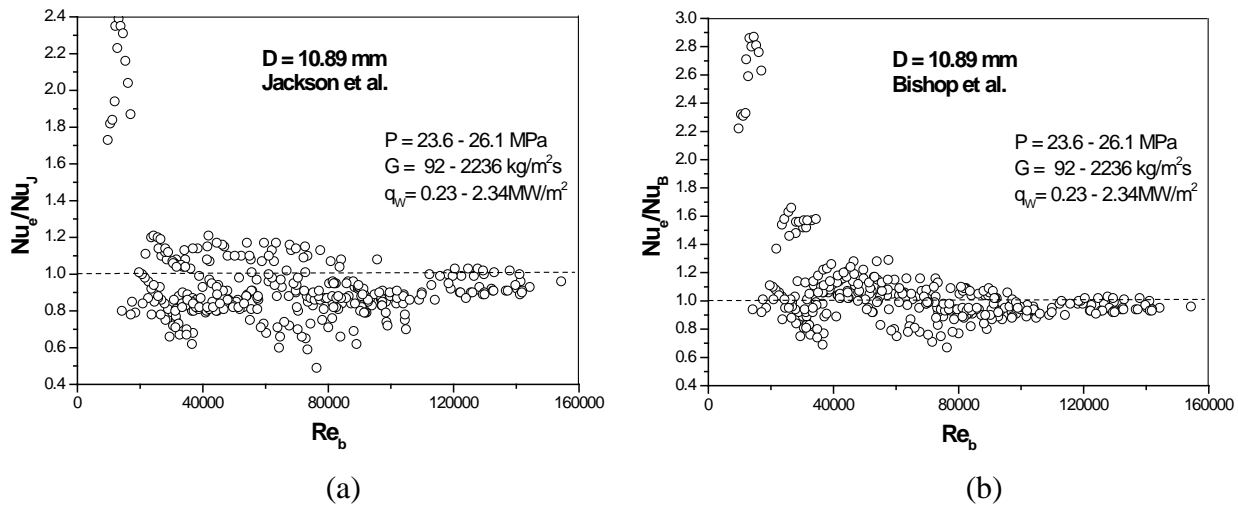 2.4
2.2
2.0
1.8
1.6
1.4
1.2
1.0
0.8
0.6
0.4
Nu_e/Nu_J
D = 10.89 mm
Jackson et al.
P = 23.6 - 26.1 MPa
G = 92 - 2236 kg/m²s
q_W= 0.23 - 2.34MW/m²
0 40000 80000 120000 160000
Re_b
(a)
3.0
2.8
2.6
2.4
2.2
2.0
1.8
1.6
1.4
1.2
1.0
0.8
0.6
0.4
Nu_e/Nu_B
D = 10.89 mm
Bishop et al.
P = 23.6 - 26.1 MPa
G = 92 - 2236 kg/m²s
q_W= 0.23 - 2.34MW/m²
0 40000 80000 120000 160000
Re_b
(b)